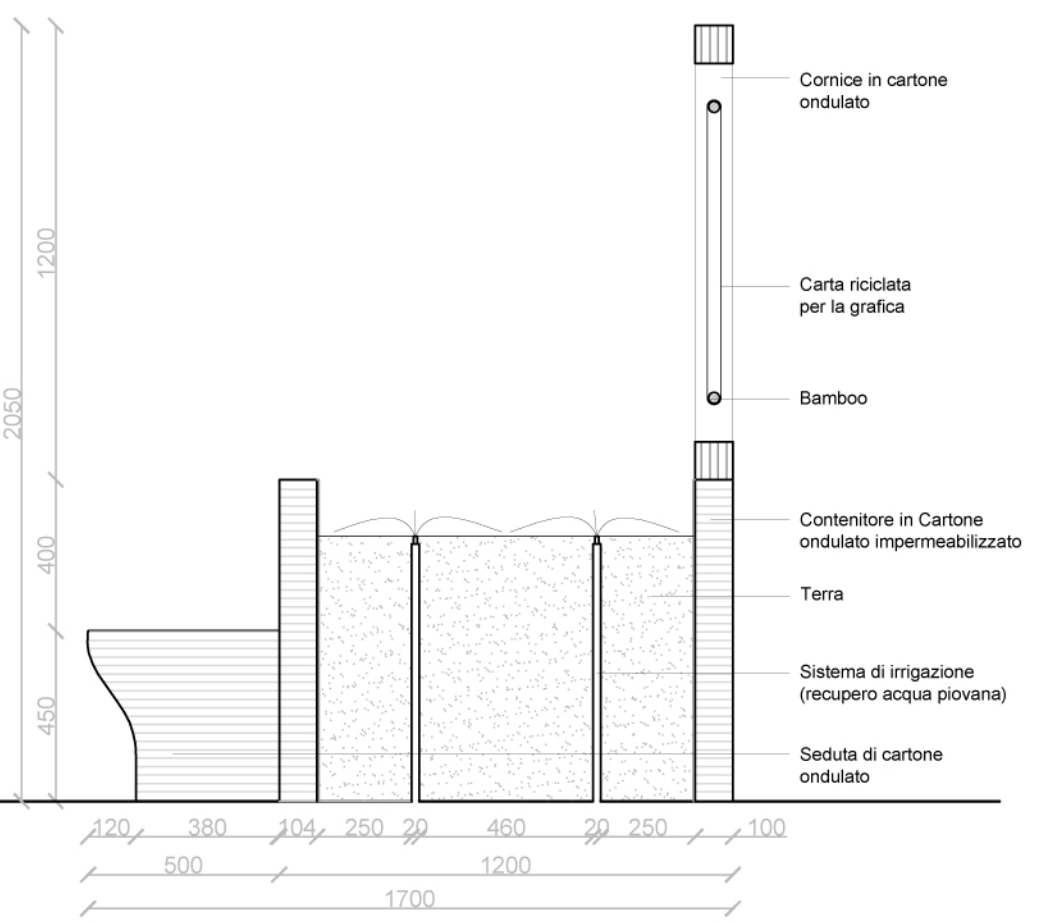 Cornice in cartone
ondulato
1200
Carta riciclata
per la grafica
2050
Bamboo
Contenitore in Cartone
ondulato impermeabilizzato
400
Terra
Sistema di irrigazione
(recupero acqua piovana)
450
Seduta di cartone
ondulato
120 380 104 250 20 460 20 250 100
500 1200
1700